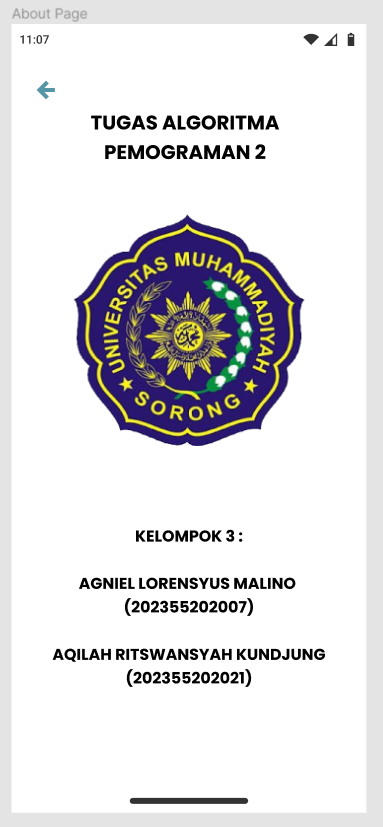 About Page
11:07
TUGAS ALGORITMA
PEMOGRAMAN 2
UNIVERSITAS MUHAMMADIYAH
SORONG
KELOMPOK 3 :
AGNIEL LORENSYUS MALINO
(202355202007)
AQILAH RITSWANSYAH KUNDJUNG
(202355202021)